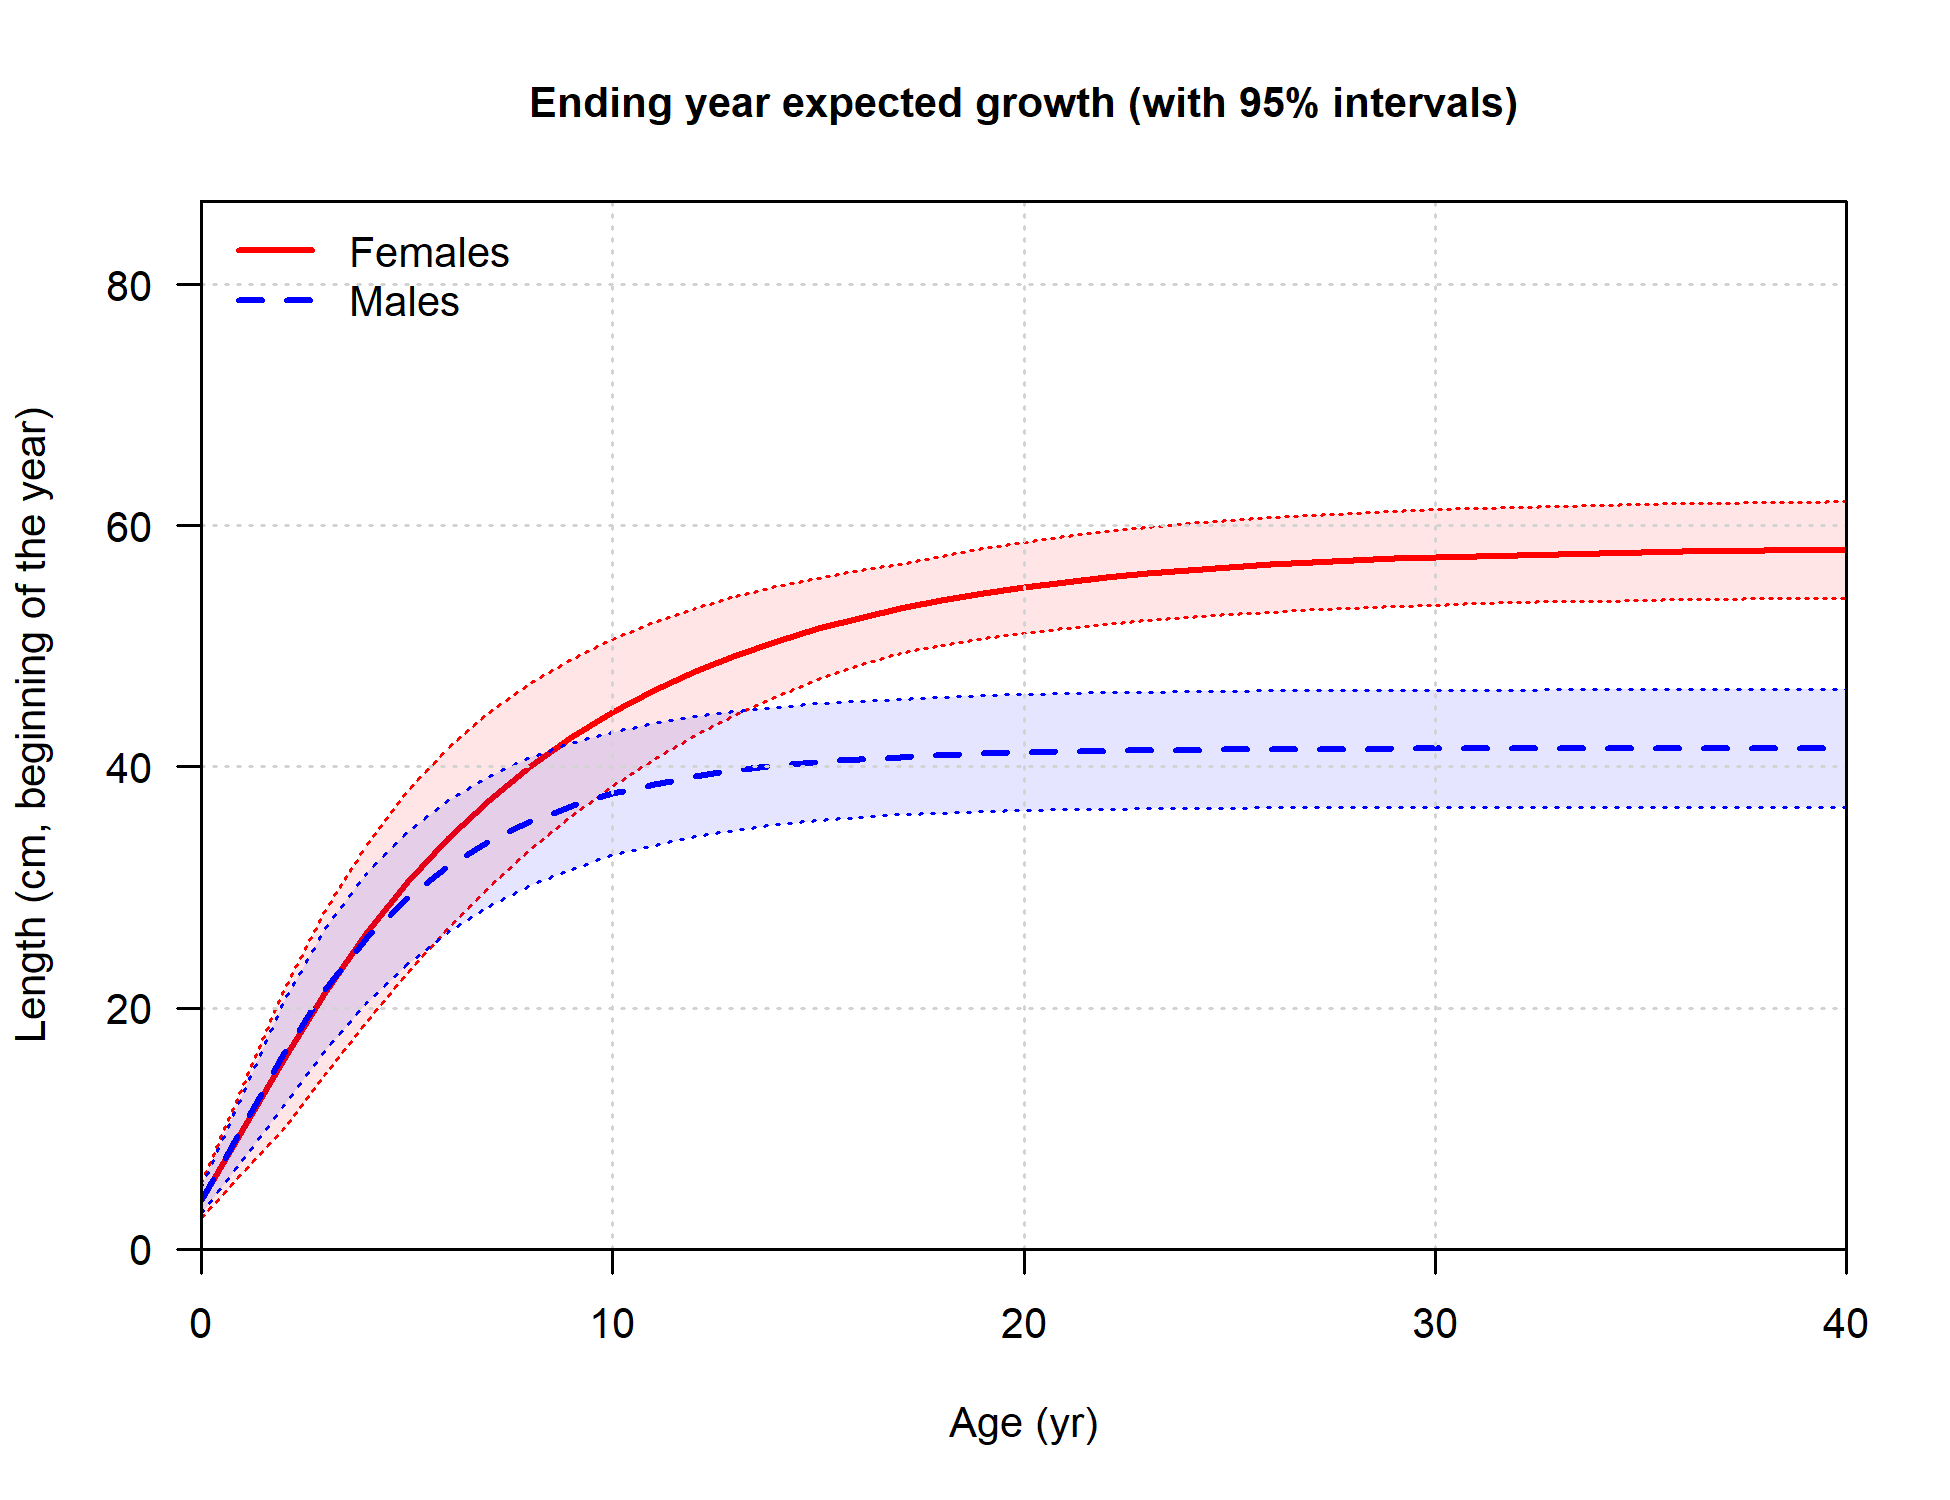 Ending year expected growth (with 95% intervals)
Females
Males
Length (cm, beginning of the year)
80
60
40
20
0
0 10 20 30 40
Age (yr)